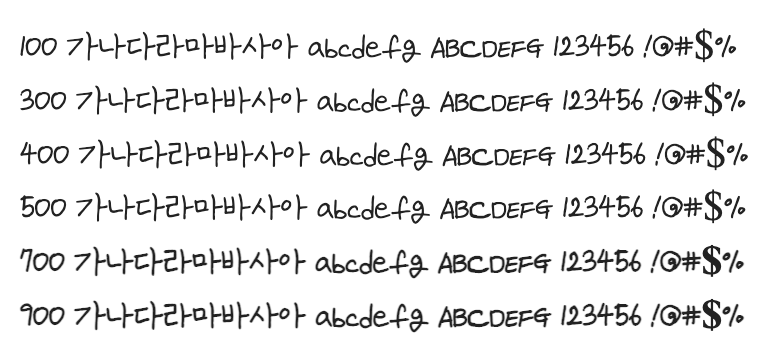 100 가나다라마바사아 abcdefg ABCDEFG 123456 !@#$%
300 가나다라마바사아 abcdefg ABCDEFG 123456 !@#$%
400 가나다라마바사아 abcdefg ABCDEFG 123456 !@#$%
500 가나다라마바사아 abcdefg ABCDEFG 123456 !@#$%
700 가나다라마바사아 abcdefg ABCDEFG 123456 !@#$%
900 가나다라마바사아 abcdefg ABCDEFG 123456 !@#$%